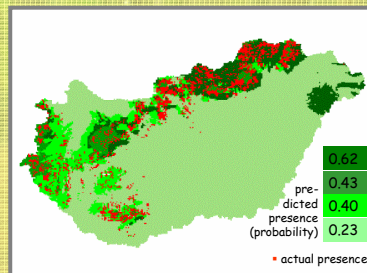 0.62
0.43
pre-
dicted
0.40
presence
(probability)
0.23
actual presence